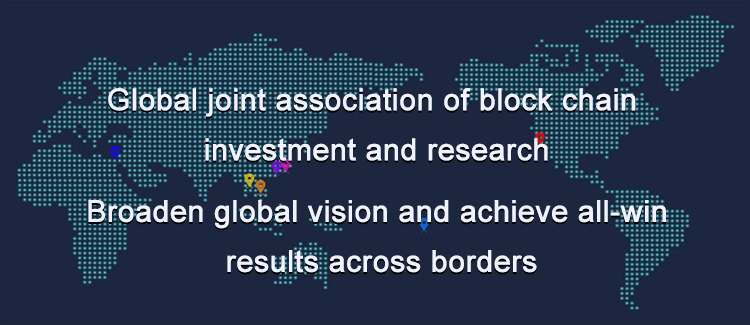 Global joint association of block chain
investment and research
Broaden global vision and achieve all-win
results across borders